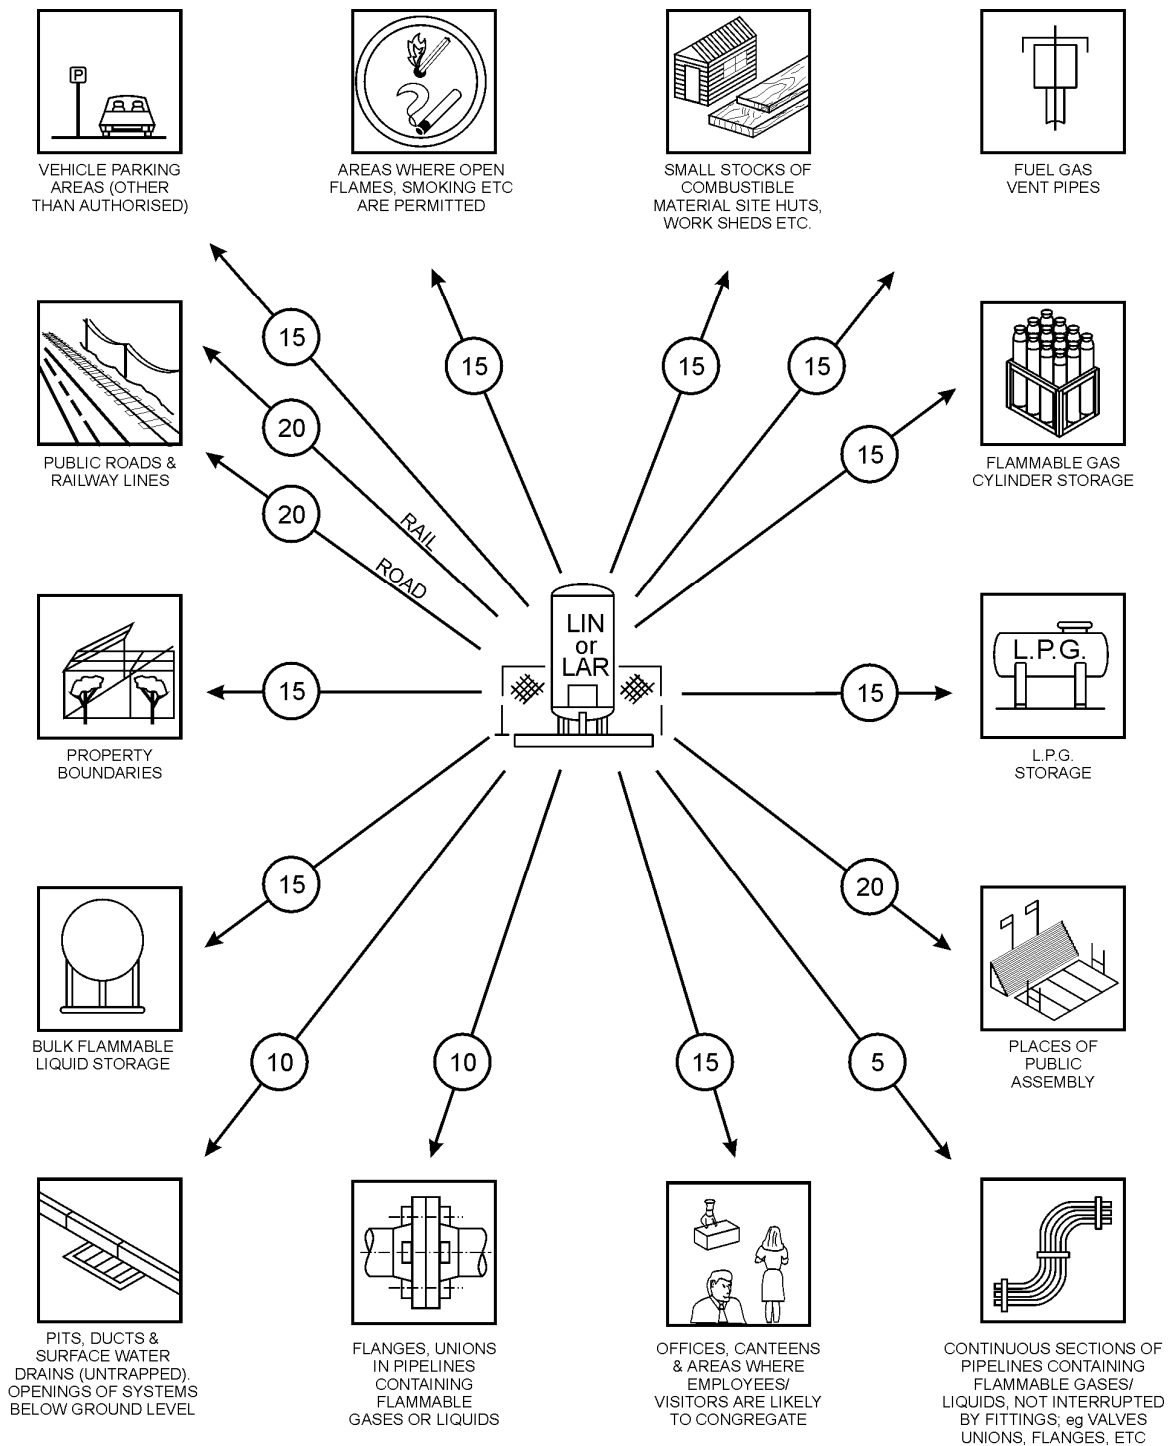 P
VEHICLE PARKING
AREAS (OTHER
THAN AUTHORISED)
AREAS WHERE OPEN
FLAMES, SMOKING ETC
ARE PERMITTED
SMALL STOCKS OF
COMBUSTIBLE
MATERIAL SITE HUTS,
WORK SHEDS ETC.
FUEL GAS
VENT PIPES
15
15
15
15
20
15
20
RAIL
ROAD
PUBLIC ROADS &
RAILWAY LINES
FLAMMABLE GAS
CYLINDER STORAGE
LIN
or
LAR
L.P.G.
15
15
PROPERTY
BOUNDARIES
L.P.G.
STORAGE
15
20
BULK FLAMMABLE
LIQUID STORAGE
PLACES OF
PUBLIC
ASSEMBLY
10
10
15
5
PITS, DUCTS &
SURFACE WATER
DRAINS (UNTRAPPED).
OPENINGS OF SYSTEMS
BELOW GROUND LEVEL
FLANGES, UNIONS
IN PIPELINES
CONTAINING
FLAMMABLE
GASES OR LIQUIDS
OFFICES, CANTEENS
& AREAS WHERE
EMPLOYEES/
VISITORS ARE LIKELY
TO CONGREGATE
CONTINUOUS SECTIONS OF
PIPELINES CONTAINING
FLAMMABLE GASES/
LIQUIDS, NOT INTERRUPTED
BY FITTINGS; eg VALVES
UNIONS, FLANGES, ETC